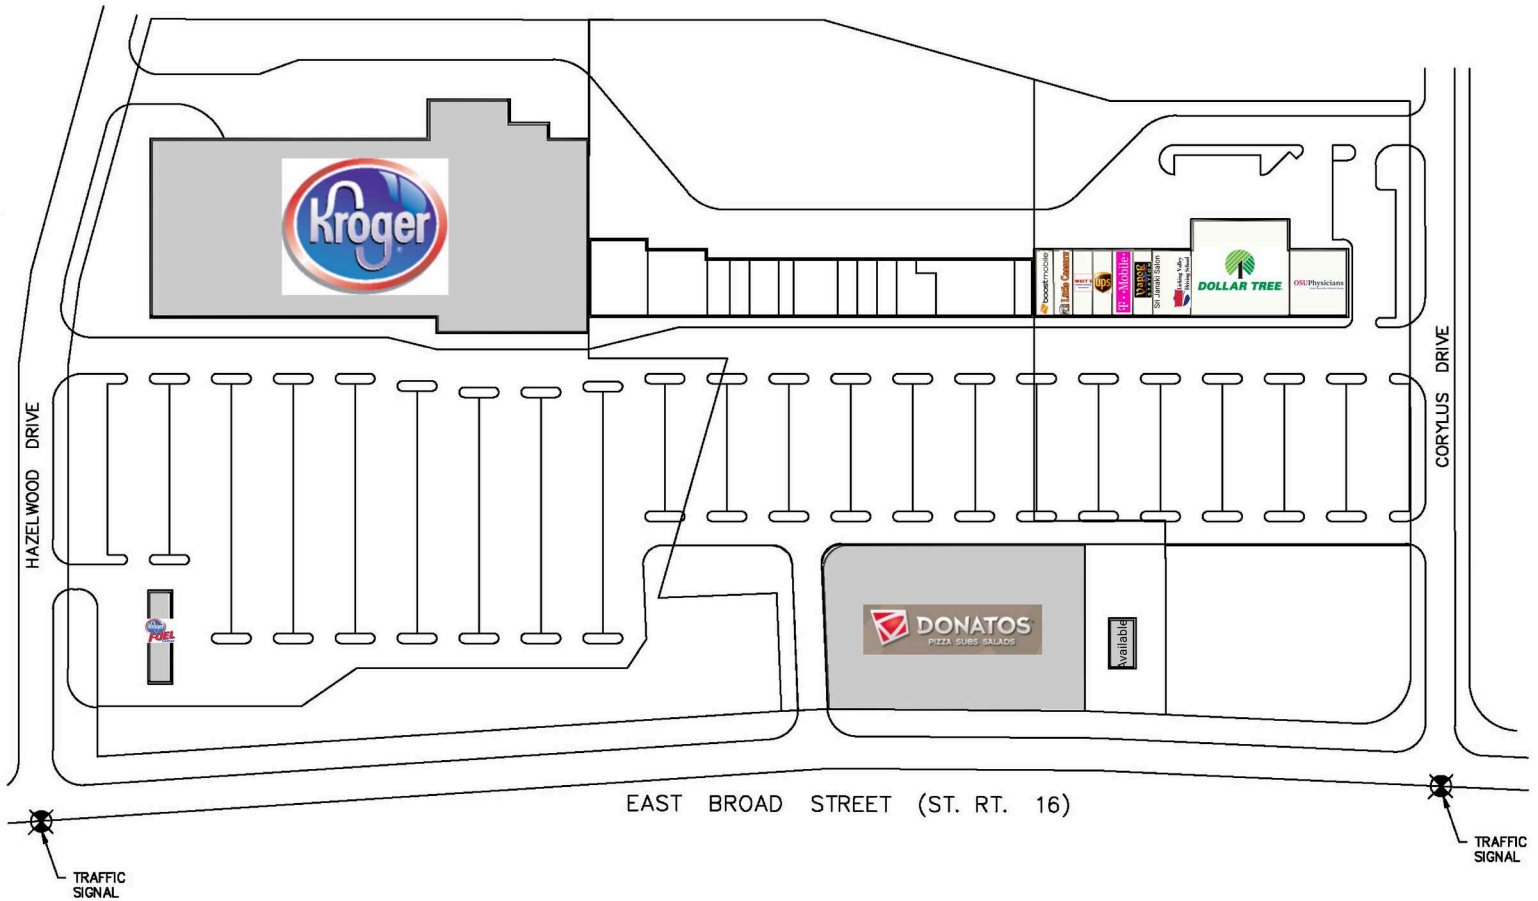 Kroger
boostmobile
Little Caesars
UPS
T-Mobile
VAPOR
Sri Janaki Salon
Licking Valley
Driving School
DOLLAR TREE
OSUPhysicians
HAZELWOOD DRIVE
CORYLUS DRIVE
Kroger
FUEL
DONATOS
PIZZA SUBS SALADS
Available
EAST BROAD STREET (ST. RT. 16)
TRAFFIC
SIGNAL
TRAFFIC
SIGNAL